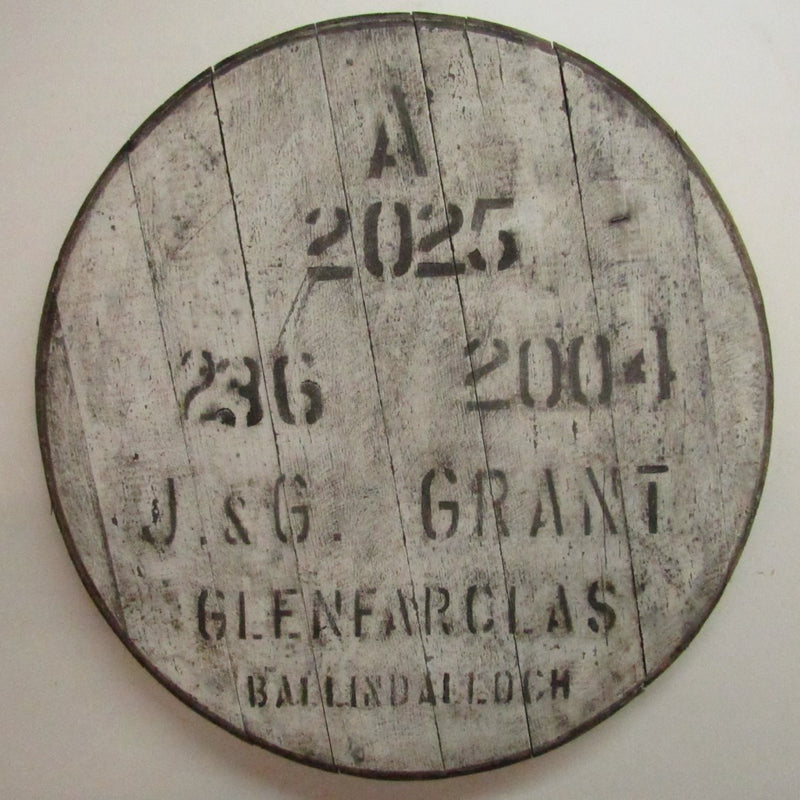 A
2025
236 2004
J.&G. GRANT
GLENFARCLAS
BALLINDALLOCH